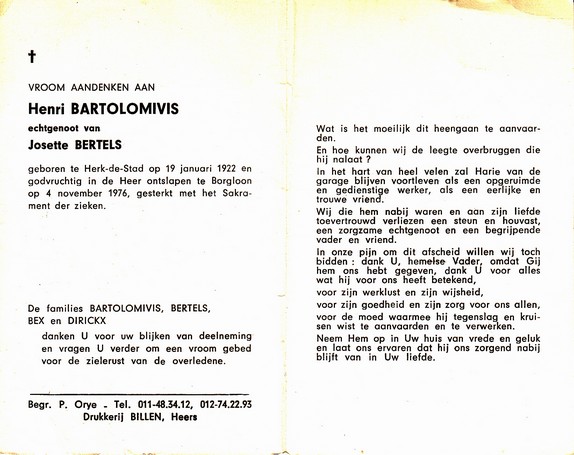 VROOM AANDENKEN AAN
Henri BARTOLOMIVIS
echtgenoot van
Josette BERTELS
geboren te Herk-de-Stad op 19 januari 1922 en
godvruchtig in de Heer ontslapen te Borgloon
op 4 november 1976, gesterkt met het Sakra-
ment der zieken.
De families BARTOLOMIVIS, BERTELS,
BEX en DIRICKX
danken U voor uw blijken van deelneming
en vragen U verder om een vroom gebed
voor de zielerust van de overledene.
Begr. P. Orye - Tel. 011-48.34.12, 012-74.22.93
Drukkerij BILLEN, Heers
Wat is het moeilijk dit heengaan te aanvaar-
den.
En hoe kunnen wij de leegte overbruggen die
hij nalaat ?
In het hart van heel velen zal Harie van de
garage blijven voortleven als een opgeruimde
en gedienstige werker, als een eerlijke en
trouwe vriend.
Wij die hem nabij waren en aan zijn liefde
toevertrouwd verliezen een steun en houvast,
een zorgzame echtgenoot en een begrijpende
vader en vriend.
In onze pijn om dit afscheid willen wij toch
bidden : dank U, hemelse Vader, omdat Gij
hem ons hebt gegeven, dank U voor alles
wat hij voor ons heeft betekend,
voor zijn werklust en zijn wijsheid,
voor zijn goedheid en zijn zorg voor ons allen,
voor de moed waarmee hij tegenslag en krui-
sen wist te aanvaarden en te verwerken.
Neem Hem op in Uw huis van vrede en geluk
en laat ons ervaren dat hij ons zorgend nabij
blijft van in Uw liefde.